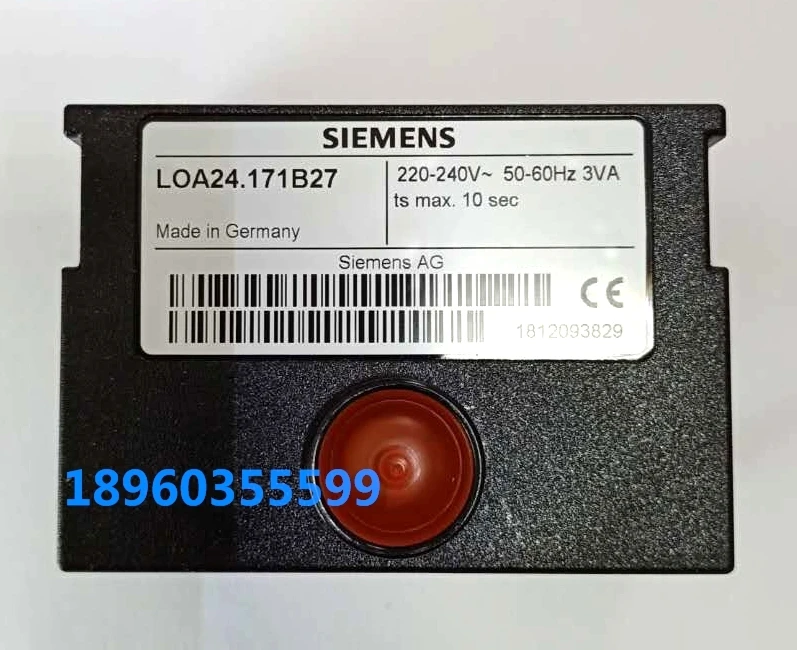 SIEMENS
LOA24.171B27
220-240V~ 50-60Hz 3VA
ts max. 10 sec
Made in Germany
Siemens AG
CE
1812093829
18960355599